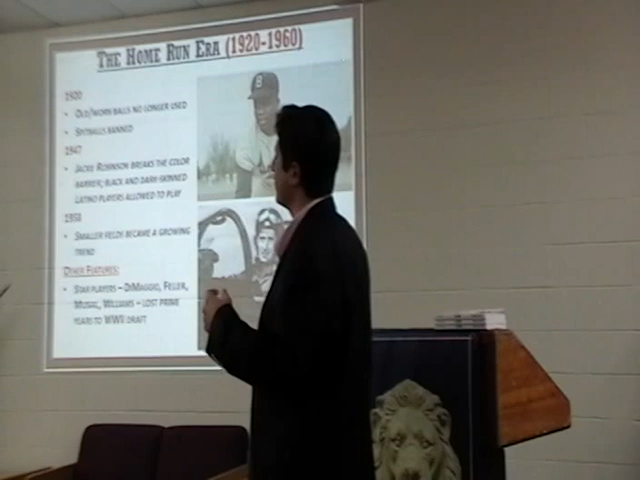 THE HOME RUN ERA (1920-1960)
1920
• OLD/WORN BALLS NO LONGER USED
• SPITBALLS BANNED
1947
• JACKIE ROBINSON BREAKS THE COLOR
BARRIER; BLACK AND DARK-SKINNED
LATINO PLAYERS ALLOWED TO PLAY
• SMALLER FIELDS BECAME A GROWING
TREND
OTHER FEATURES:
• STAR PLAYERS – DIMAGGIO, FELLER,
MUSIAL, WILLIAMS – LOST PRIME
YEARS TO WWII DRAFT
B